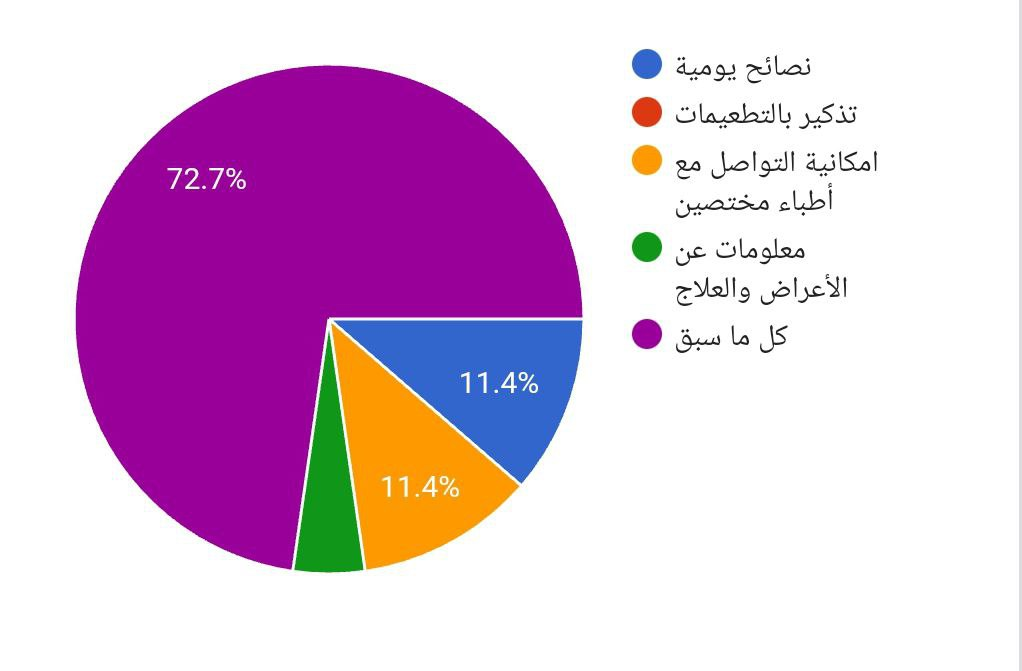 نصائح يومية
تذكير بالتطعيمات
امكانية التواصل مع
أطباء مختصين
معلومات عن
الأعراض والعلاج
كل ما سبق
72.7%
11.4%
11.4%